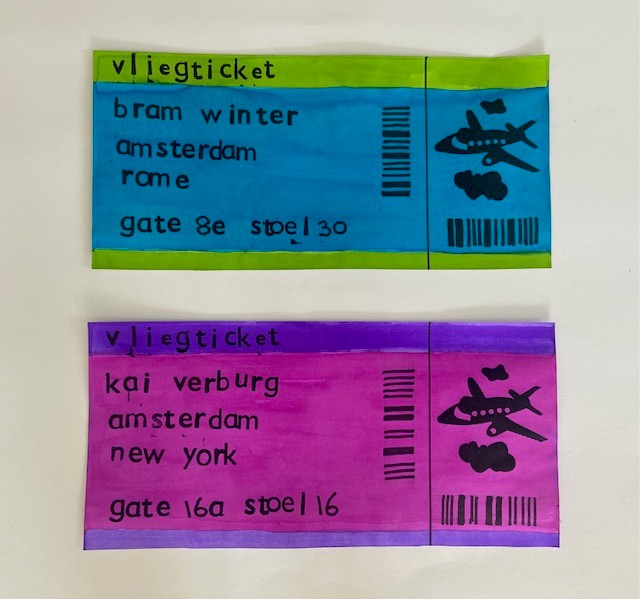 vliegticket
bram winter
amsterdam
rome
gate 8e stoel 30
vliegticket
kai verburg
amsterdam
new york
gate 16a stoel 16